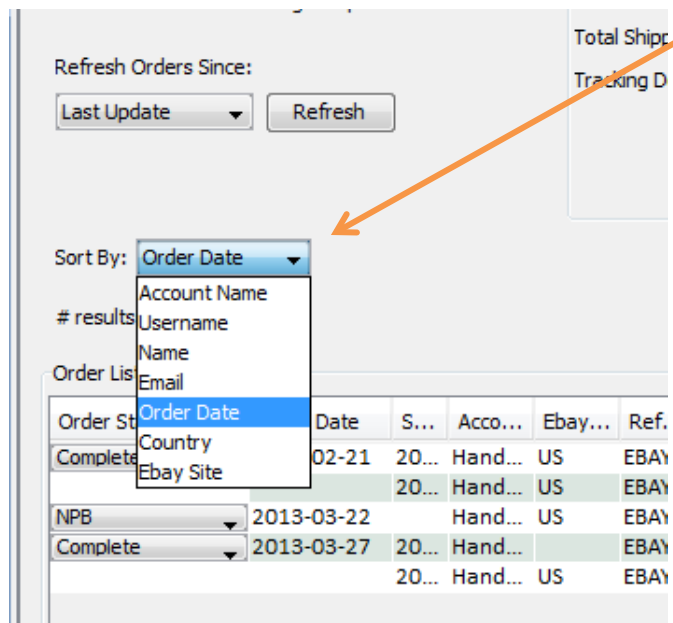 Total Shipp
Refresh Orders Since:
Tracking D
Last Update Refresh
Sort By: Order Date
Account Name
# results
Username
Name
Order Lis
Email
Order Date
Order St Date S... Acco... Ebay... Ref.
Country
Complete 02-21 20... Hand... US EBAY
Ebay Site
20... Hand... US EBAY
NPB 2013-03-22 Hand... US EBAY
Complete 2013-03-27 20... Hand... EBAY
20... Hand... US EBAY